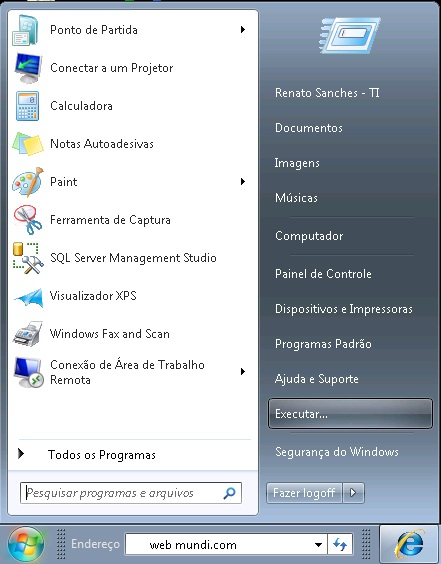 Ponto de Partida
Conectar a um Projetor
Calculadora
Notas Autoadesivas
Paint
Ferramenta de Captura
SQL Server Management Studio
Visualizador XPS
Windows Fax and Scan
Conexão de Área de Trabalho
Remota
Todos os Programas
Pesquisar programas e arquivos
Renato Sanches - TI
Documentos
Imagens
Músicas
Computador
Painel de Controle
Dispositivos e Impressoras
Programas Padrão
Ajuda e Suporte
Executar...
Segurança do Windows
Fazer logoff
Endereço web mundi.com